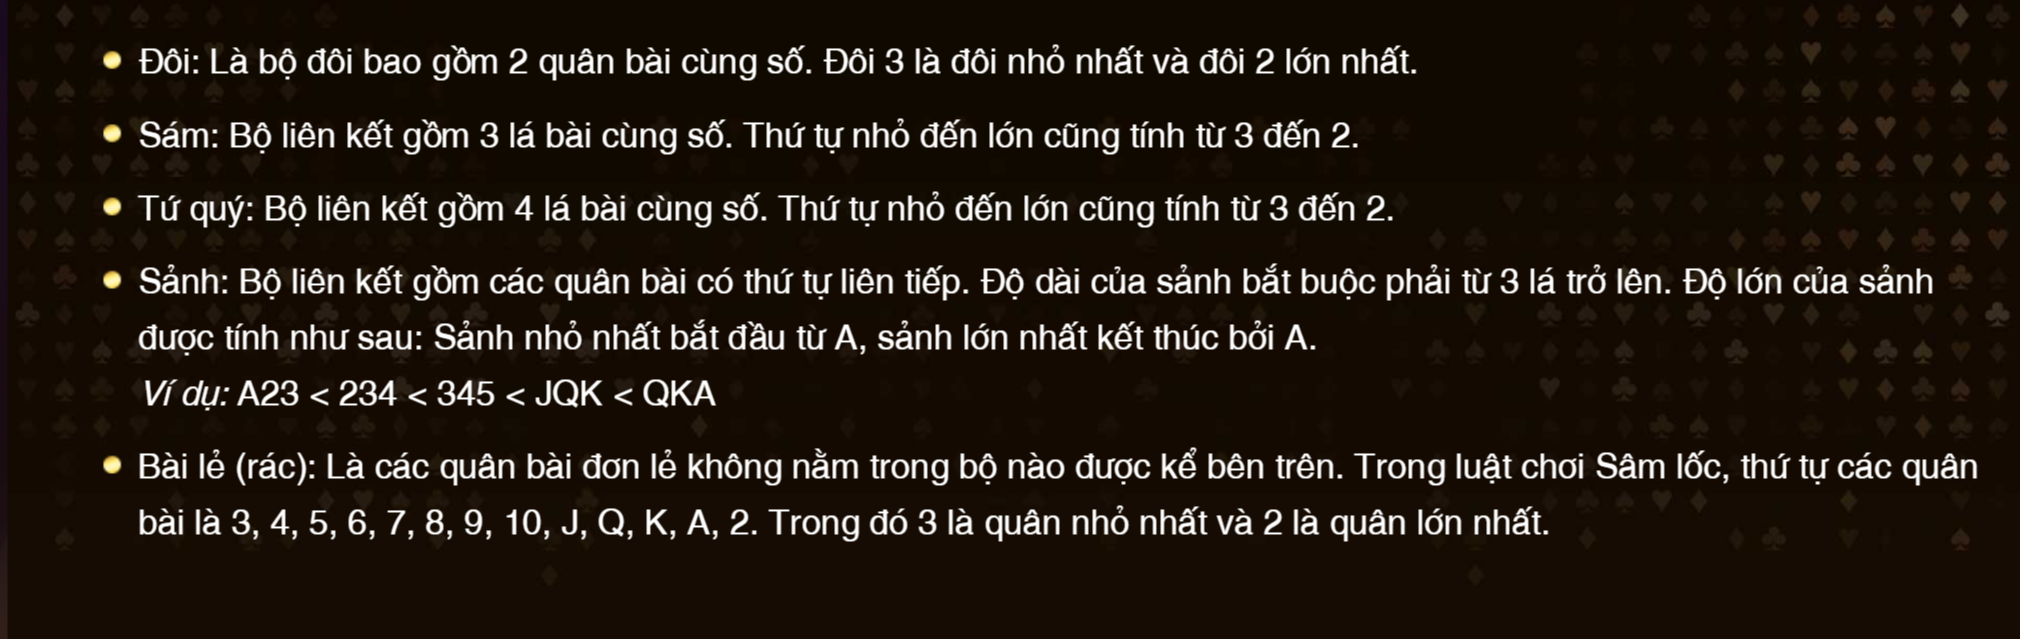 Đôi: Là bộ đôi bao gồm 2 quân bài cùng số. Đôi 3 là đôi nhỏ nhất và đôi 2 lớn nhất.
Sám: Bộ liên kết gồm 3 lá bài cùng số. Thứ tự nhỏ đến lớn cũng tính từ 3 đến 2.
Tứ quý: Bộ liên kết gồm 4 lá bài cùng số. Thứ tự nhỏ đến lớn cũng tính từ 3 đến 2.
Sảnh: Bộ liên kết gồm các quân bài có thứ tự liên tiếp. Độ dài của sảnh bắt buộc phải từ 3 lá trở lên. Độ lớn của sảnh
được tính như sau: Sảnh nhỏ nhất bắt đầu từ A, sảnh lớn nhất kết thúc bởi A.
Ví dụ: A23 < 234 < 345 < JQK < QKA
Bài lẻ (rác): Là các quân bài đơn lẻ không nằm trong bộ nào được kể bên trên. Trong luật chơi Sâm lốc, thứ tự các quân
bài là 3, 4, 5, 6, 7, 8, 9, 10, J, Q, K, A, 2. Trong đó 3 là quân nhỏ nhất và 2 là quân lớn nhất.